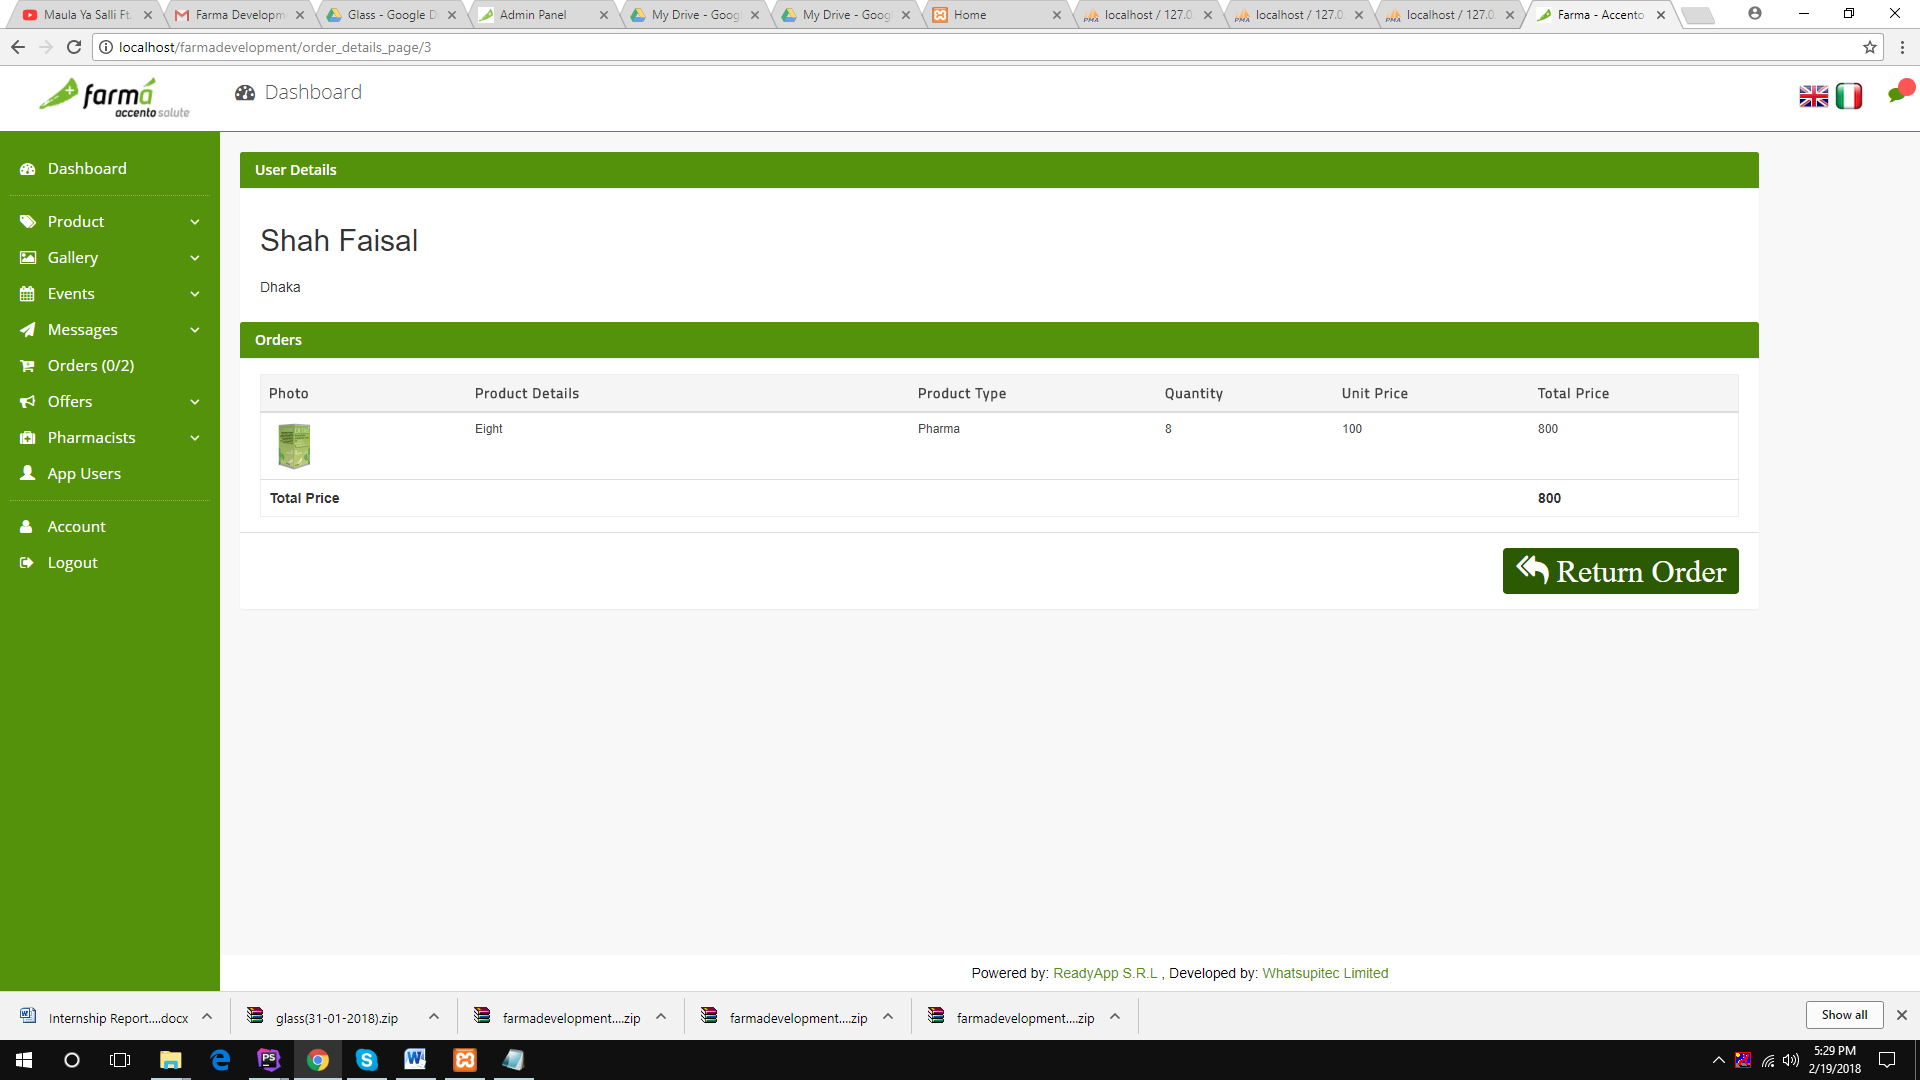 Maula Ya Salli Ft.
Farma Developm
Glass - Google D
Admin Panel
My Drive - Goog
My Drive - Goog
Home
localhost / 127.0
localhost / 127.0
localhost / 127.0
Farma - Accento
localhost/farmadevelopment/order_details_page/3
farmá
accento salute
Dashboard
Dashboard
Product
Gallery
Events
Messages
Orders (0/2)
Offers
Pharmacists
App Users
Account
Logout
User Details
Shah Faisal
Dhaka
Orders
Photo Product Details Product Type Quantity Unit Price Total Price
Eight Pharma 8 100 800
Total Price 800
Return Order
Powered by: ReadyApp S.R.L , Developed by: Whatsupitec Limited
Internship Report....docx
glass(31-01-2018).zip
farmadevelopment....zip
farmadevelopment....zip
farmadevelopment....zip
Show all
5:29 PM
2/19/2018